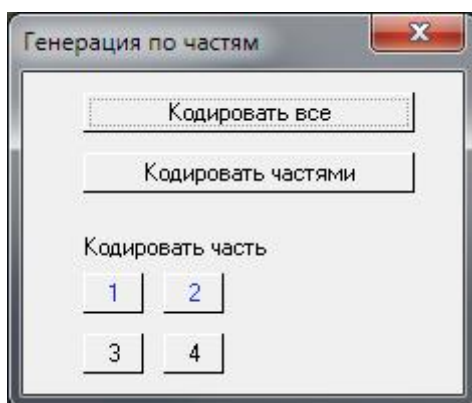 Генерация по частям
Кодировать все
Кодировать частями
Кодировать часть
1 2
3 4